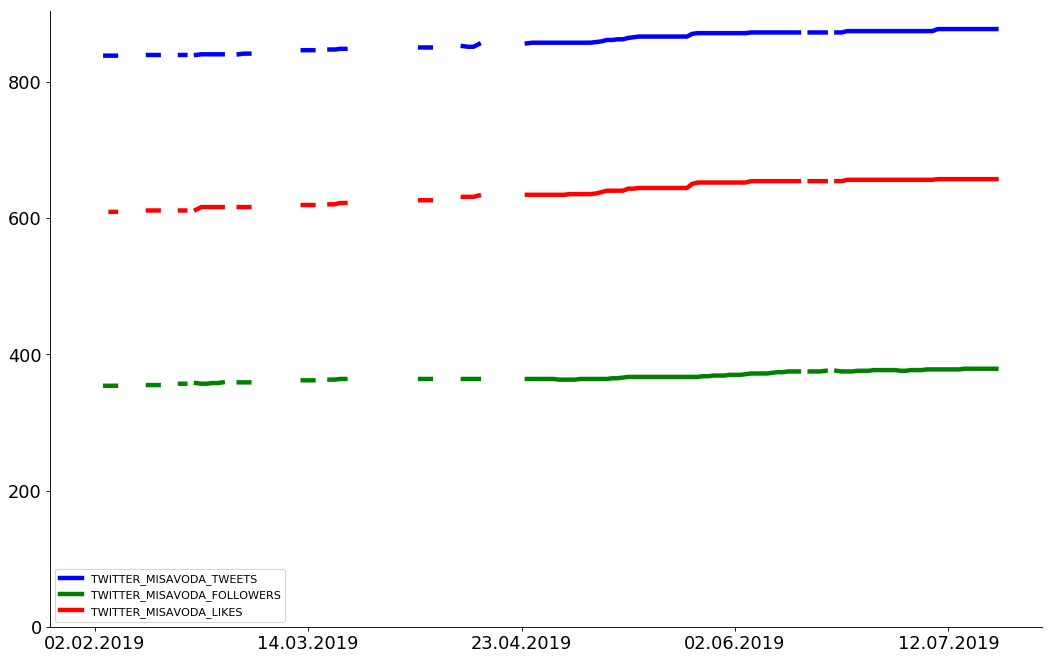 800
600
400
200
0
TWITTER_MISAVODA_TWEETS
TWITTER_MISAVODA_FOLLOWERS
TWITTER_MISAVODA_LIKES
02.02.2019 14.03.2019 23.04.2019 02.06.2019 12.07.2019